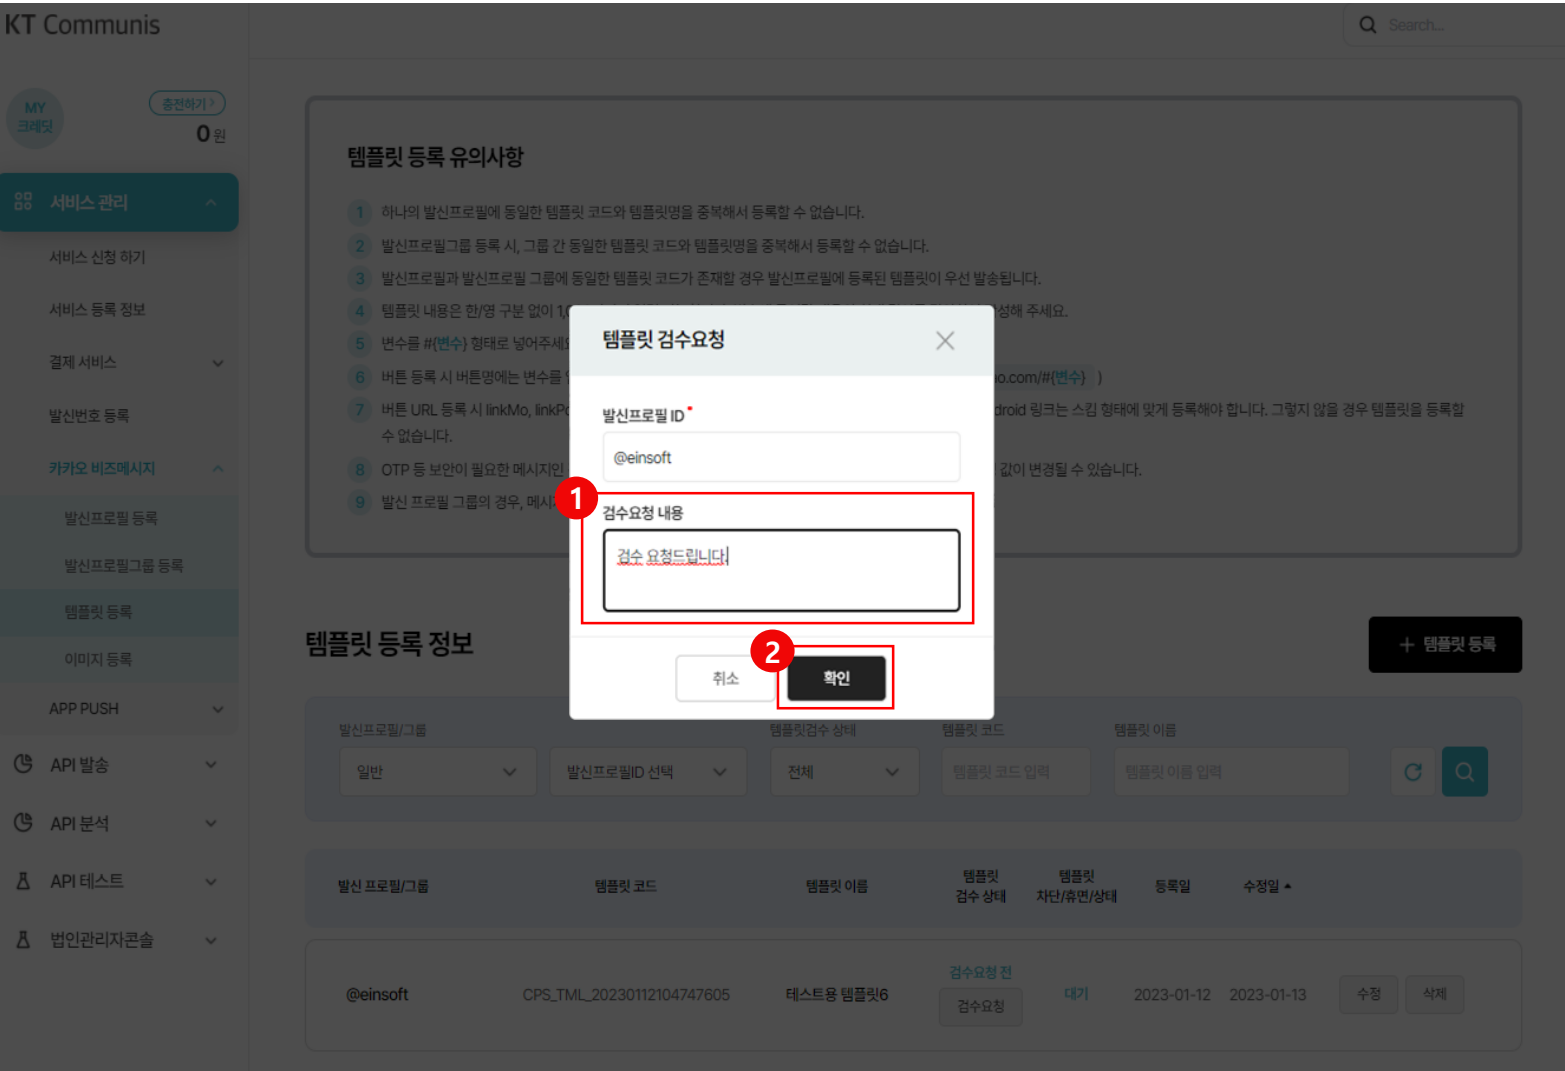 KT Communis
Search...
MY
크레딧
충전하기 >
0 원
서비스 관리
서비스 신청 하기
서비스 등록 정보
결제 서비스
발신번호 등록
카카오 비즈메시지
발신프로필 등록
발신프로필그룹 등록
템플릿 등록
이미지 등록
APP PUSH
API 발송
API 분석
API 테스트
법인관리자콘솔
템플릿 등록 유의사항
1 하나의 발신프로필에 동일한 템플릿 코드와 템플릿명을 중복해서 등록할 수 없습니다.
2 발신프로필그룹 등록 시, 그룹 간 동일한 템플릿 코드와 템플릿명을 중복해서 등록할 수 없습니다.
3 발신프로필과 발신프로필 그룹에 동일한 템플릿 코드가 존재할 경우 발신프로필에 등록된 템플릿이 우선 발송됩니다.
4 템플릿 내용은 한/영 구분 없이 1,0 성해 주세요.
5 변수를 #{변수} 형태로 넣어주세요
6 버튼 등록 시 버튼명에는 변수를 o.com/#{변수} )
7 버튼 URL 등록 시 linkMo, linkPc droid 링크는 스킴 형태에 맞게 등록해야 합니다. 그렇지 않을 경우 템플릿을 등록할
수 없습니다.
8 OTP 등 보안이 필요한 메시지인 값이 변경될 수 있습니다.
9 발신 프로필 그룹의 경우, 메시지
템플릿 검수요청
발신프로필 ID *
@einsoft
1
검수요청 내용
검수 요청드립니다.
2
취소
확인
템플릿 등록 정보
+ 템플릿 등록
발신프로필/그룹
템플릿검수 상태
템플릿 코드
템플릿 이름
일반
발신프로필ID 선택
전체
템플릿 코드 입력
템플릿 이름 입력
발신 프로필/그룹
템플릿 코드
템플릿 이름
템플릿
검수 상태
템플릿
차단/휴면/상태
등록일
수정일
@einsoft
CPS_TML_20230112104747605
테스트용 템플릿6
검수요청 전
검수요청
대기
2023-01-12
2023-01-13
수정
삭제